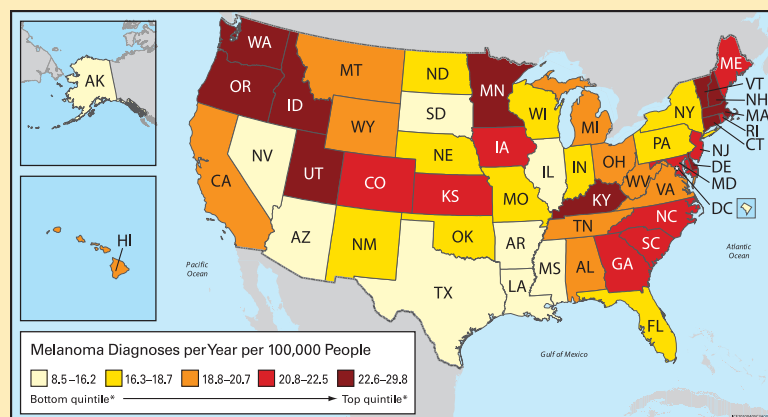 AK
HI
WA
OR
ID
MT
WY
NV
UT
CA
AZ
CO
NM
ND
SD
NE
KS
OK
TX
MN
IA
MO
AR
LA
WI
IL
MS
MI
IN
KY
TN
AL
OH
WV
VA
NC
SC
GA
FL
PA
NY
ME
VT
NH
MA
RI
CT
NJ
DE
MD
DC
Pacific
Ocean
Atlantic
Ocean
Gulf of Mexico
Melanoma Diagnoses per Year per 100,000 People
8.5–16.2 16.3–18.7 18.8–20.7 20.8–22.5 22.6–29.8
Bottom quintile* Top quintile*